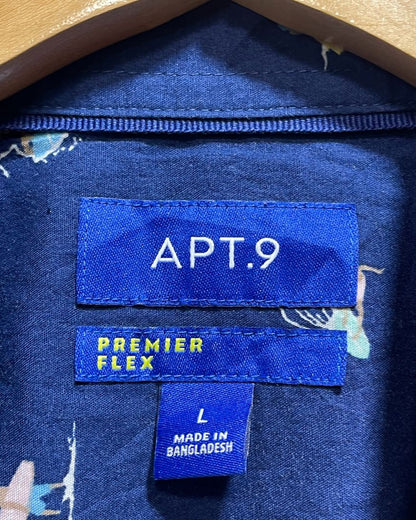 APT.9
PREMIER
FLEX
L
MADE IN
BANGLADESH